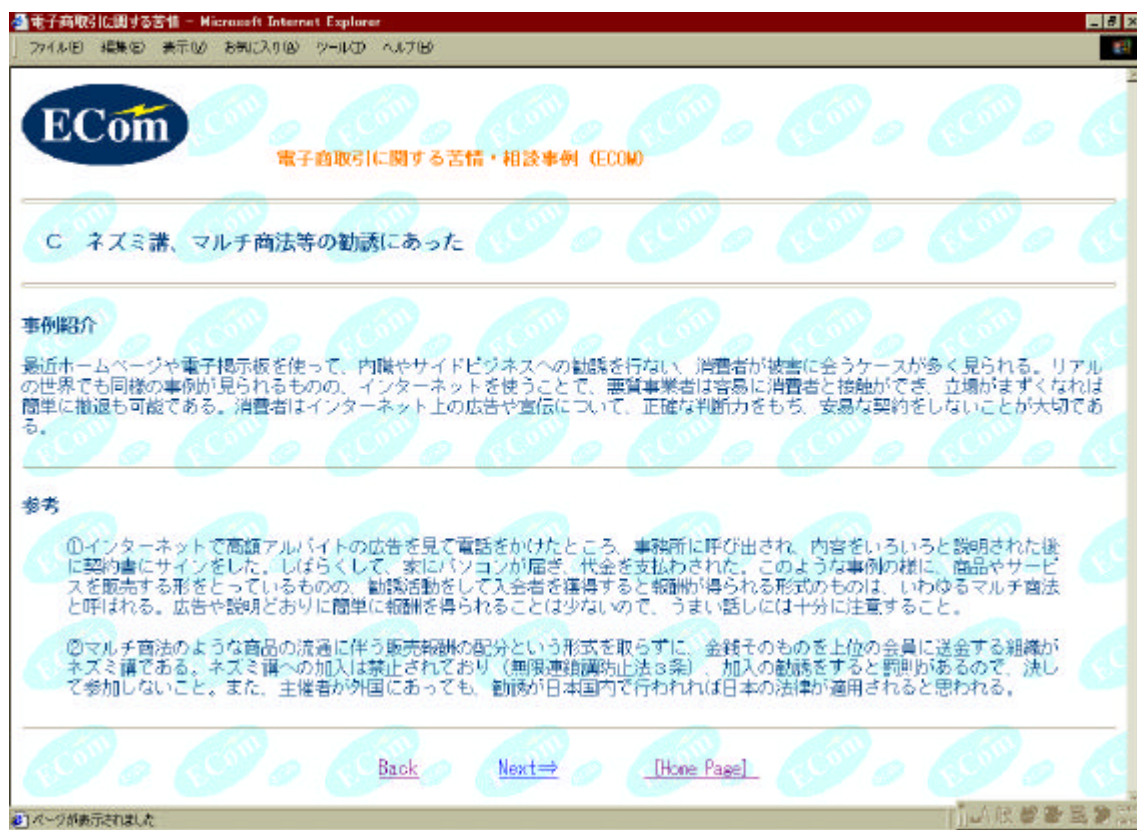 電子商取引に関する苦情 - Microsoft Internet Explorer
ファイル(F) 編集(E) 表示(V) お気に入り(A) ツール(T) ヘルプ(H)
ECom
電子商取引に関する苦情・相談事例 (ECOM)
C ネズミ講、マルチ商法等の勧誘にあった
事例紹介
最近ホームページや電子掲示板を使って、内職やサイドビジネスへの勧誘を行ない、消費者が被害に会うケースが多く見られる。リアル
の世界でも同様の事例が見られるものの、インターネットを使うことで、悪質事業者は容易に消費者と接触ができ、立場がまずくなれば
簡単に撤退も可能である。消費者はインターネット上の広告や宣伝について、正確な判断力をもち、安易な契約をしないことが大切であ
る。
参考
①インターネットで高額アルバイトの広告を見て電話をかけたところ、事務所に呼び出され、内容をいろいろと説明された後
に契約書にサインをした。しばらくして、家にパソコンが届き、代金を支払わされた。このような事例の様に、商品やサービ
スを販売する形をとっているものの、勧誘活動をして入会者を獲得すると報酬が得られる形式のものは、いわゆるマルチ商法
と呼ばれる。広告や説明どおりに簡単に報酬を得られることは少ないので、うまい話しには十分に注意すること。
②マルチ商法のような商品の流通に伴う販売報酬の配分という形式を取らずに、金銭そのものを上位の会員に送金する組織が
ネズミ講である。ネズミ講への加入は禁止されており（無限連鎖講防止法3条）、加入の勧誘をすると罰則があるので、決し
て参加しないこと。また、主催者が外国にあっても、勧誘が日本国内で行われれば日本の法律が適用されると思われる。
Back Next⇒ [Home Page]
ページが表示されました